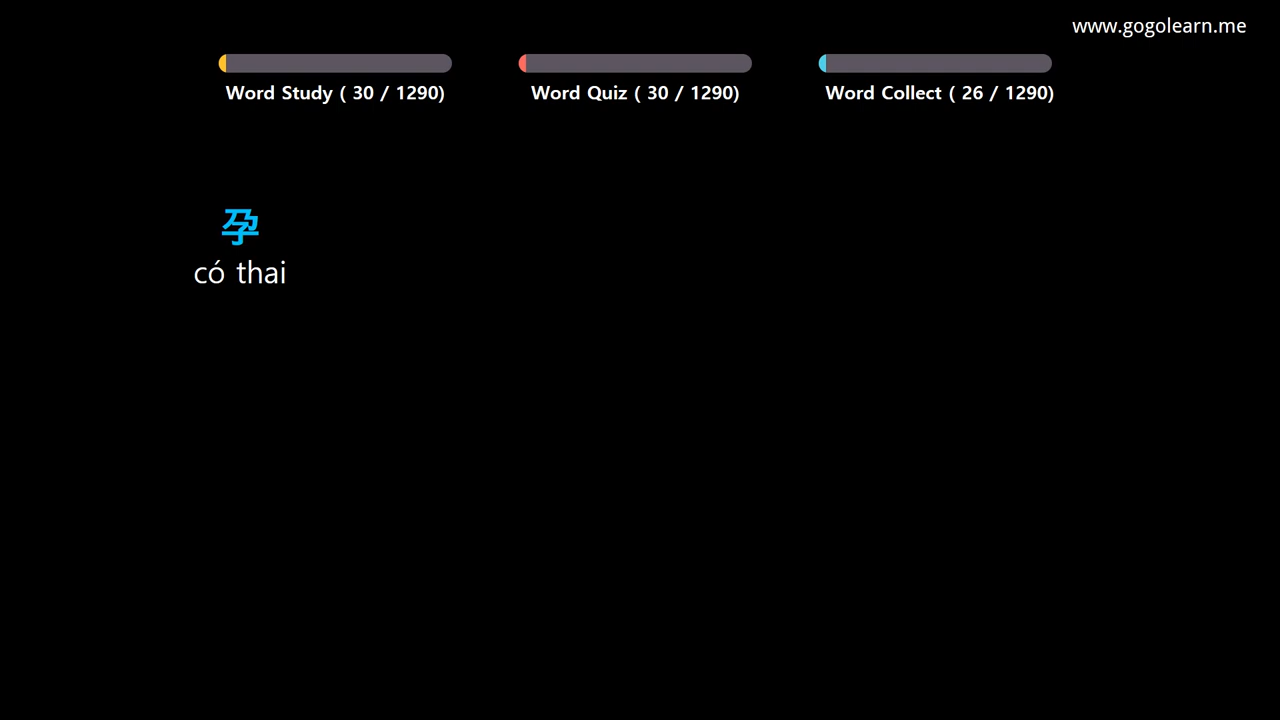 www.gogolearn.me
Word Study ( 30 / 1290)
Word Quiz ( 30 / 1290)
Word Collect ( 26 / 1290)
孕
có thai